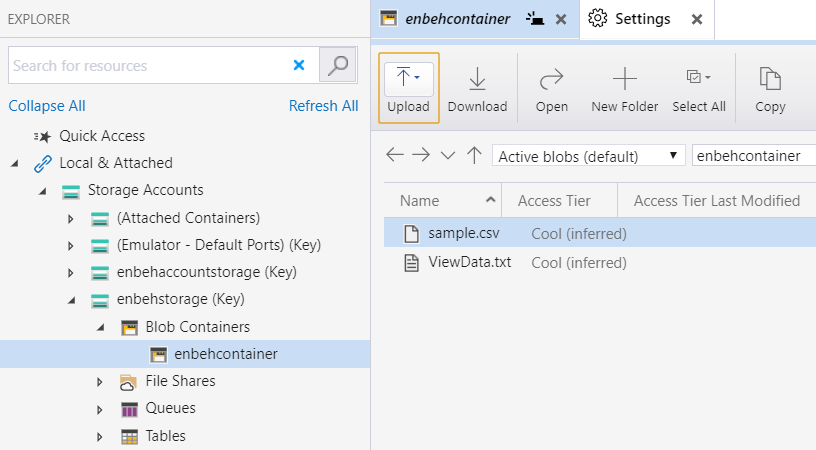 EXPLORER
Search for resources
Collapse All
Refresh All
Quick Access
Local & Attached
Storage Accounts
(Attached Containers)
(Emulator - Default Ports) (Key)
enbehaccountstorage (Key)
enbehstorage (Key)
Blob Containers
enbehcontainer
File Shares
Queues
Tables
enbehcontainer
Settings
Upload
Download
Open
New Folder
Select All
Copy
Active blobs (default)
enbehcontainer
Name Access Tier Access Tier Last Modified
sample.csv Cool (inferred)
ViewData.txt Cool (inferred)